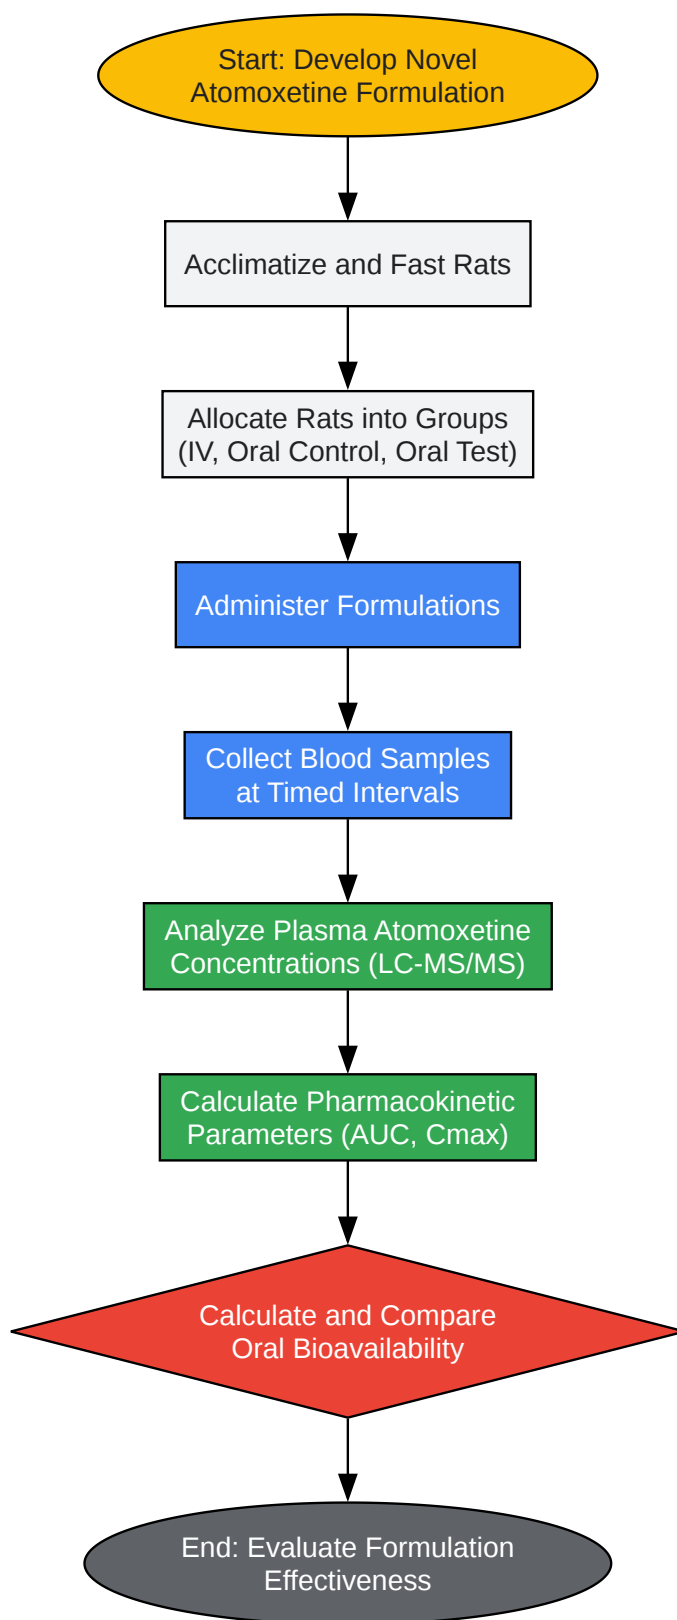 Start: Develop Novel
Atomoxetine Formulation
Acclimatize and Fast Rats
Allocate Rats into Groups
(IV, Oral Control, Oral Test)
Administer Formulations
Collect Blood Samples
at Timed Intervals
Analyze Plasma Atomoxetine
Concentrations (LC-MS/MS)
Calculate Pharmacokinetic
Parameters (AUC, Cmax)
Calculate and Compare
Oral Bioavailability
End: Evaluate Formulation
Effectiveness